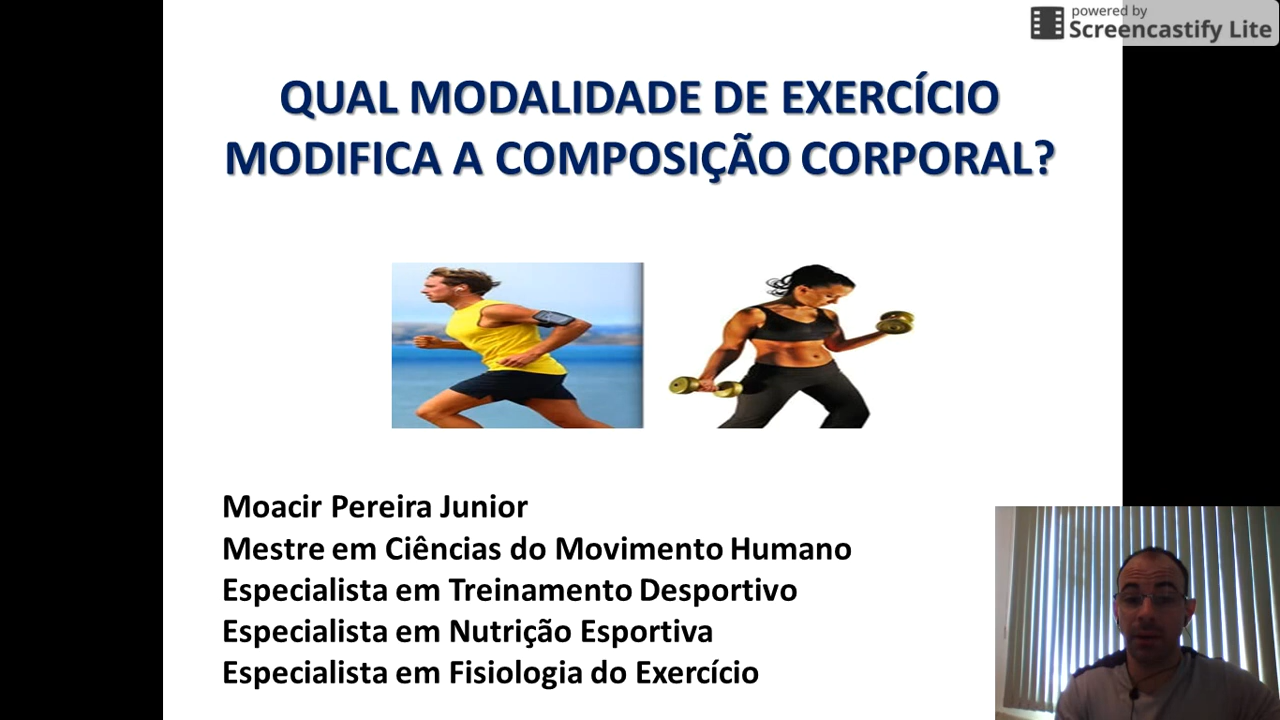 powered by
Screencastify Lite
QUAL MODALIDADE DE EXERCÍCIO
MODIFICA A COMPOSIÇÃO CORPORAL?
Moacir Pereira Junior
Mestre em Ciências do Movimento Humano
Especialista em Treinamento Desportivo
Especialista em Nutrição Esportiva
Especialista em Fisiologia do Exercício